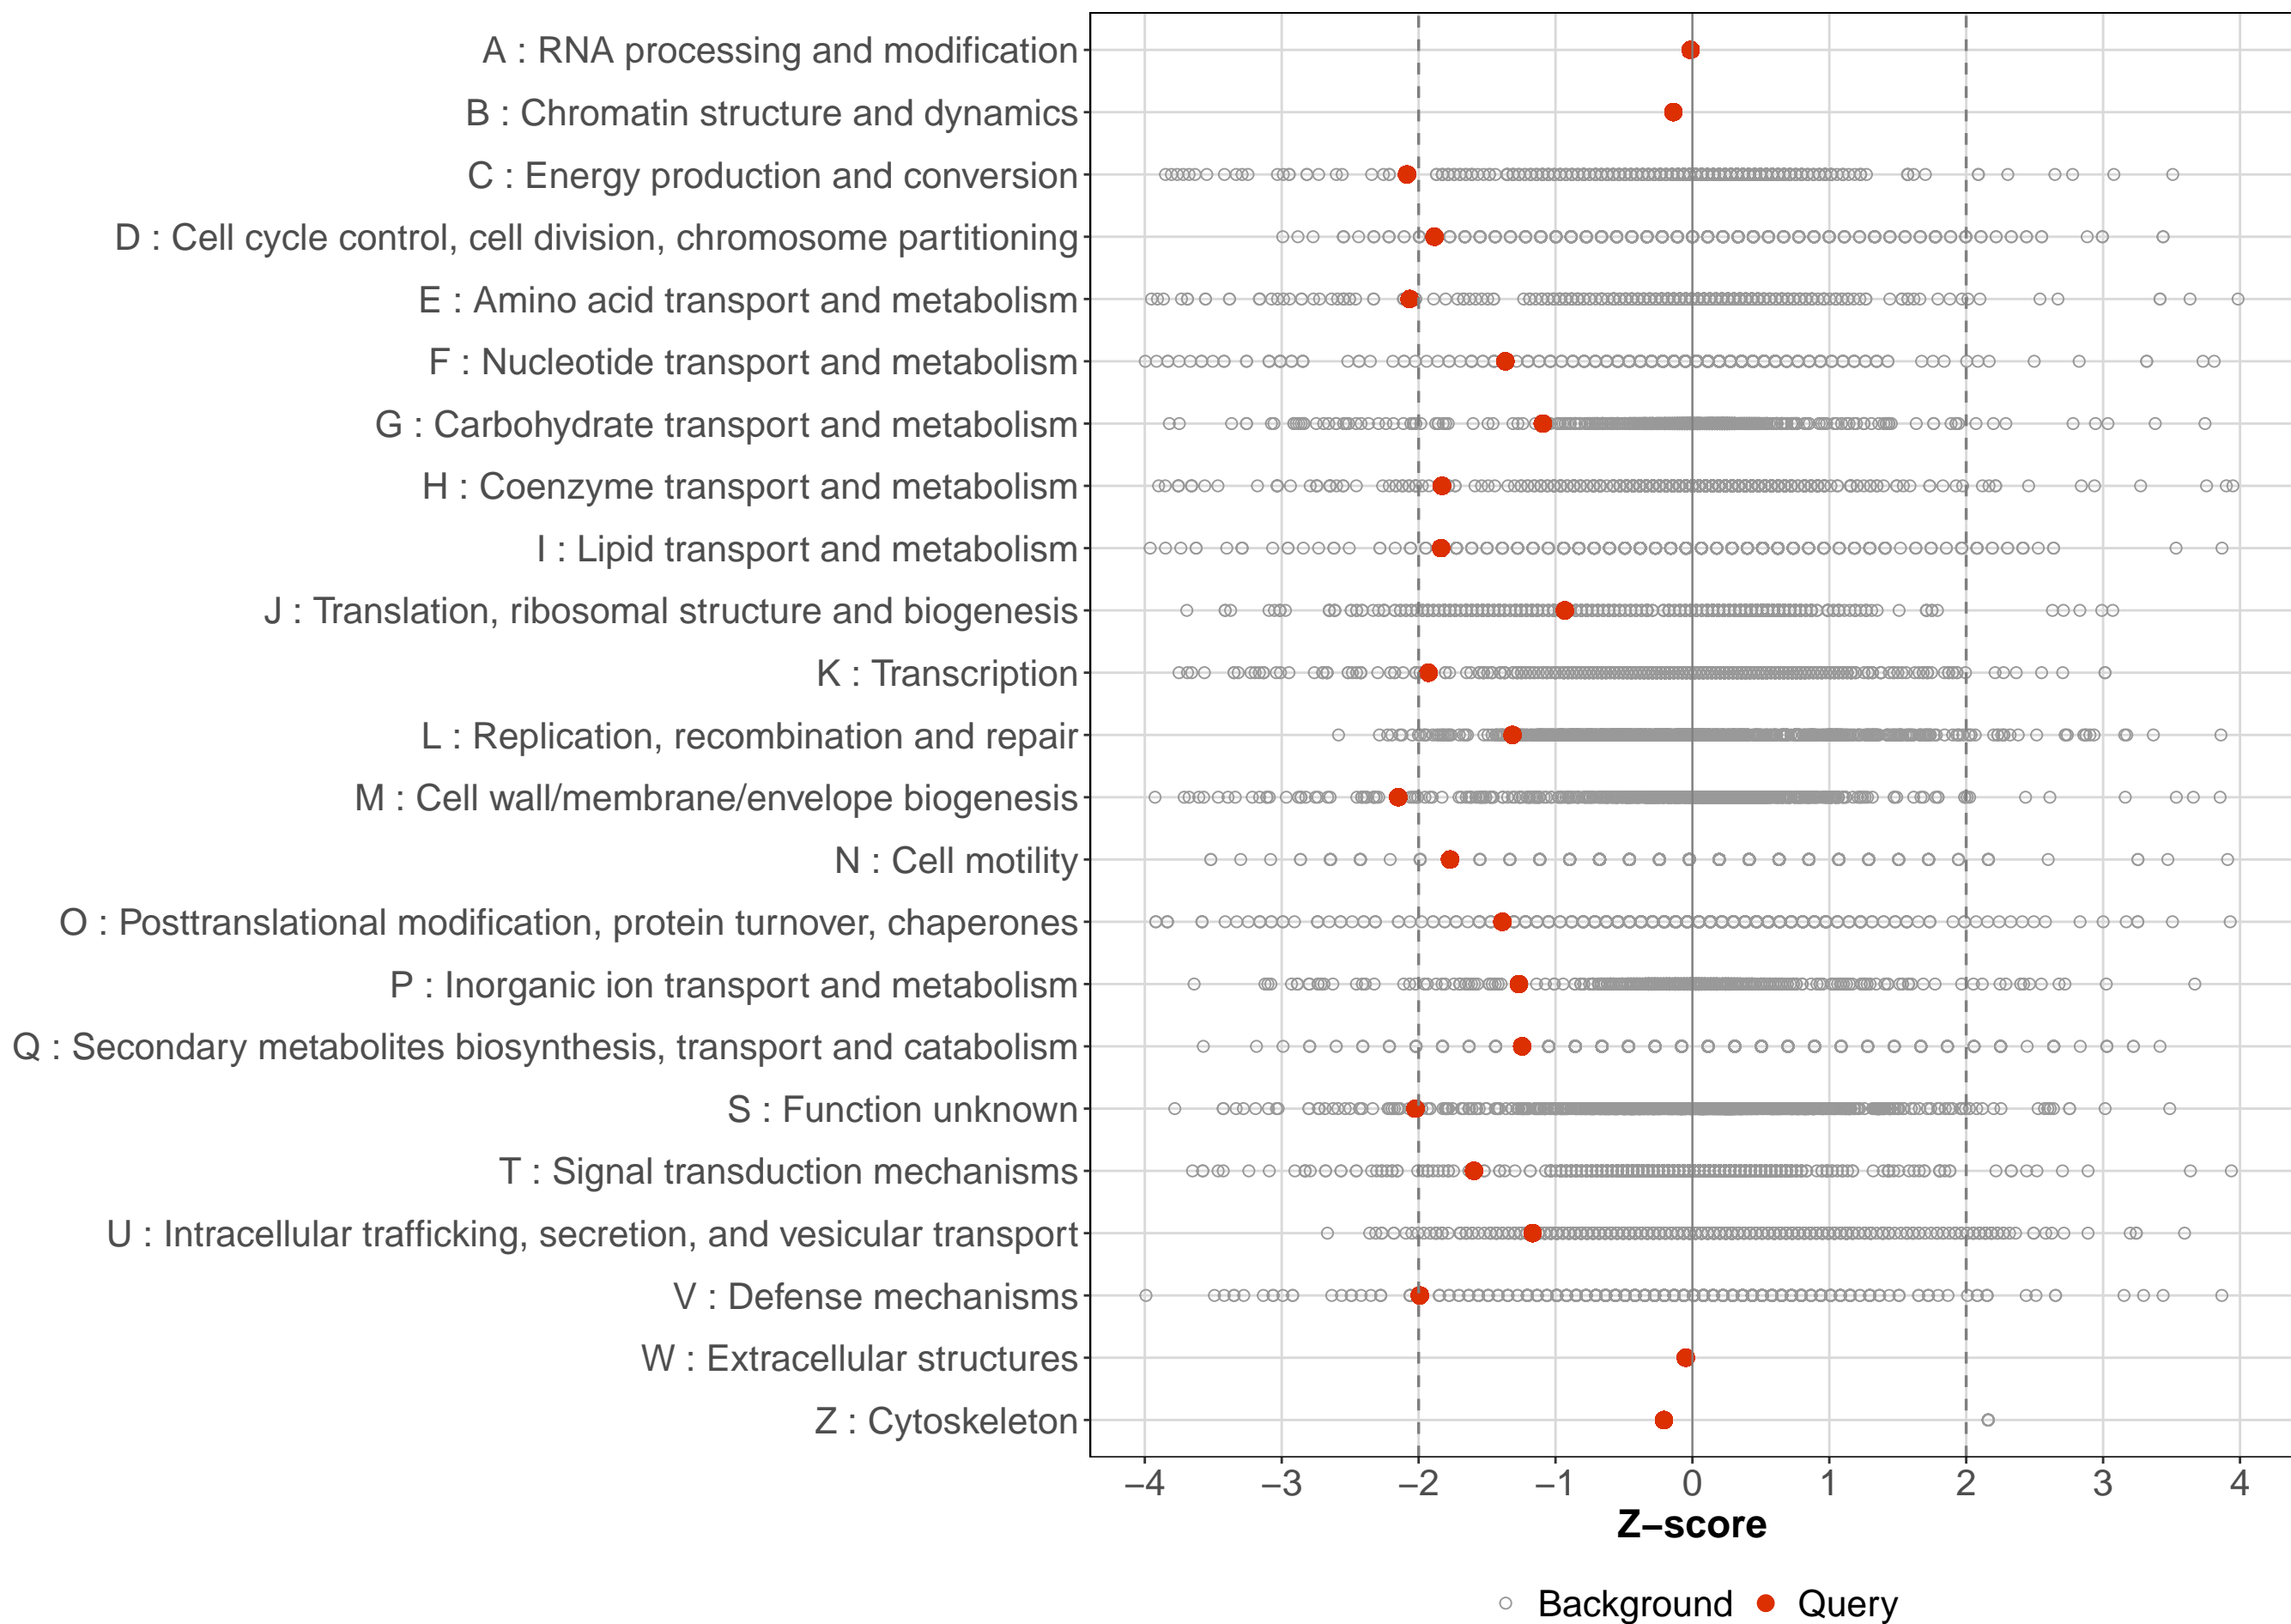 A : RNA processing and modification
B : Chromatin structure and dynamics
C : Energy production and conversion
D : Cell cycle control, cell division, chromosome partitioning
E : Amino acid transport and metabolism
F : Nucleotide transport and metabolism
G : Carbohydrate transport and metabolism
H : Coenzyme transport and metabolism
I : Lipid transport and metabolism
J : Translation, ribosomal structure and biogenesis
K : Transcription
L : Replication, recombination and repair
M : Cell wall/membrane/envelope biogenesis
N : Cell motility
O : Posttranslational modification, protein turnover, chaperones
P : Inorganic ion transport and metabolism
Q : Secondary metabolites biosynthesis, transport and catabolism
S : Function unknown
T : Signal transduction mechanisms
U : Intracellular trafficking, secretion, and vesicular transport
V : Defense mechanisms
W : Extracellular structures
Z : Cytoskeleton
−4 −3 −2 −1 0 1 2 3 4
Z−score
Background Query